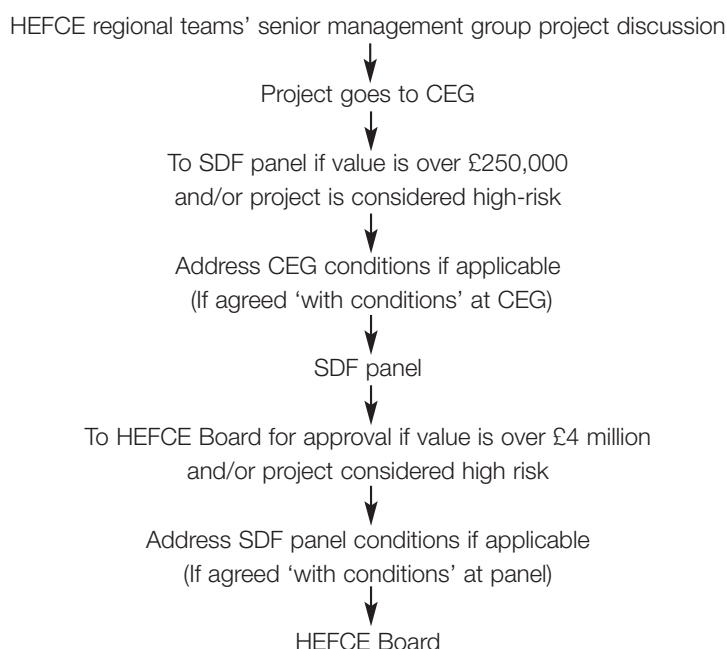 HEFCE regional teams’ senior management group project discussion
Project goes to CEG
To SDF panel if value is over £250,000
and/or project is considered high-risk
Address CEG conditions if applicable
(If agreed ‘with conditions’ at CEG)
SDF panel
To HEFCE Board for approval if value is over £4 million
and/or project considered high risk
Address SDF panel conditions if applicable
(If agreed ‘with conditions’ at panel)
HEFCE Board